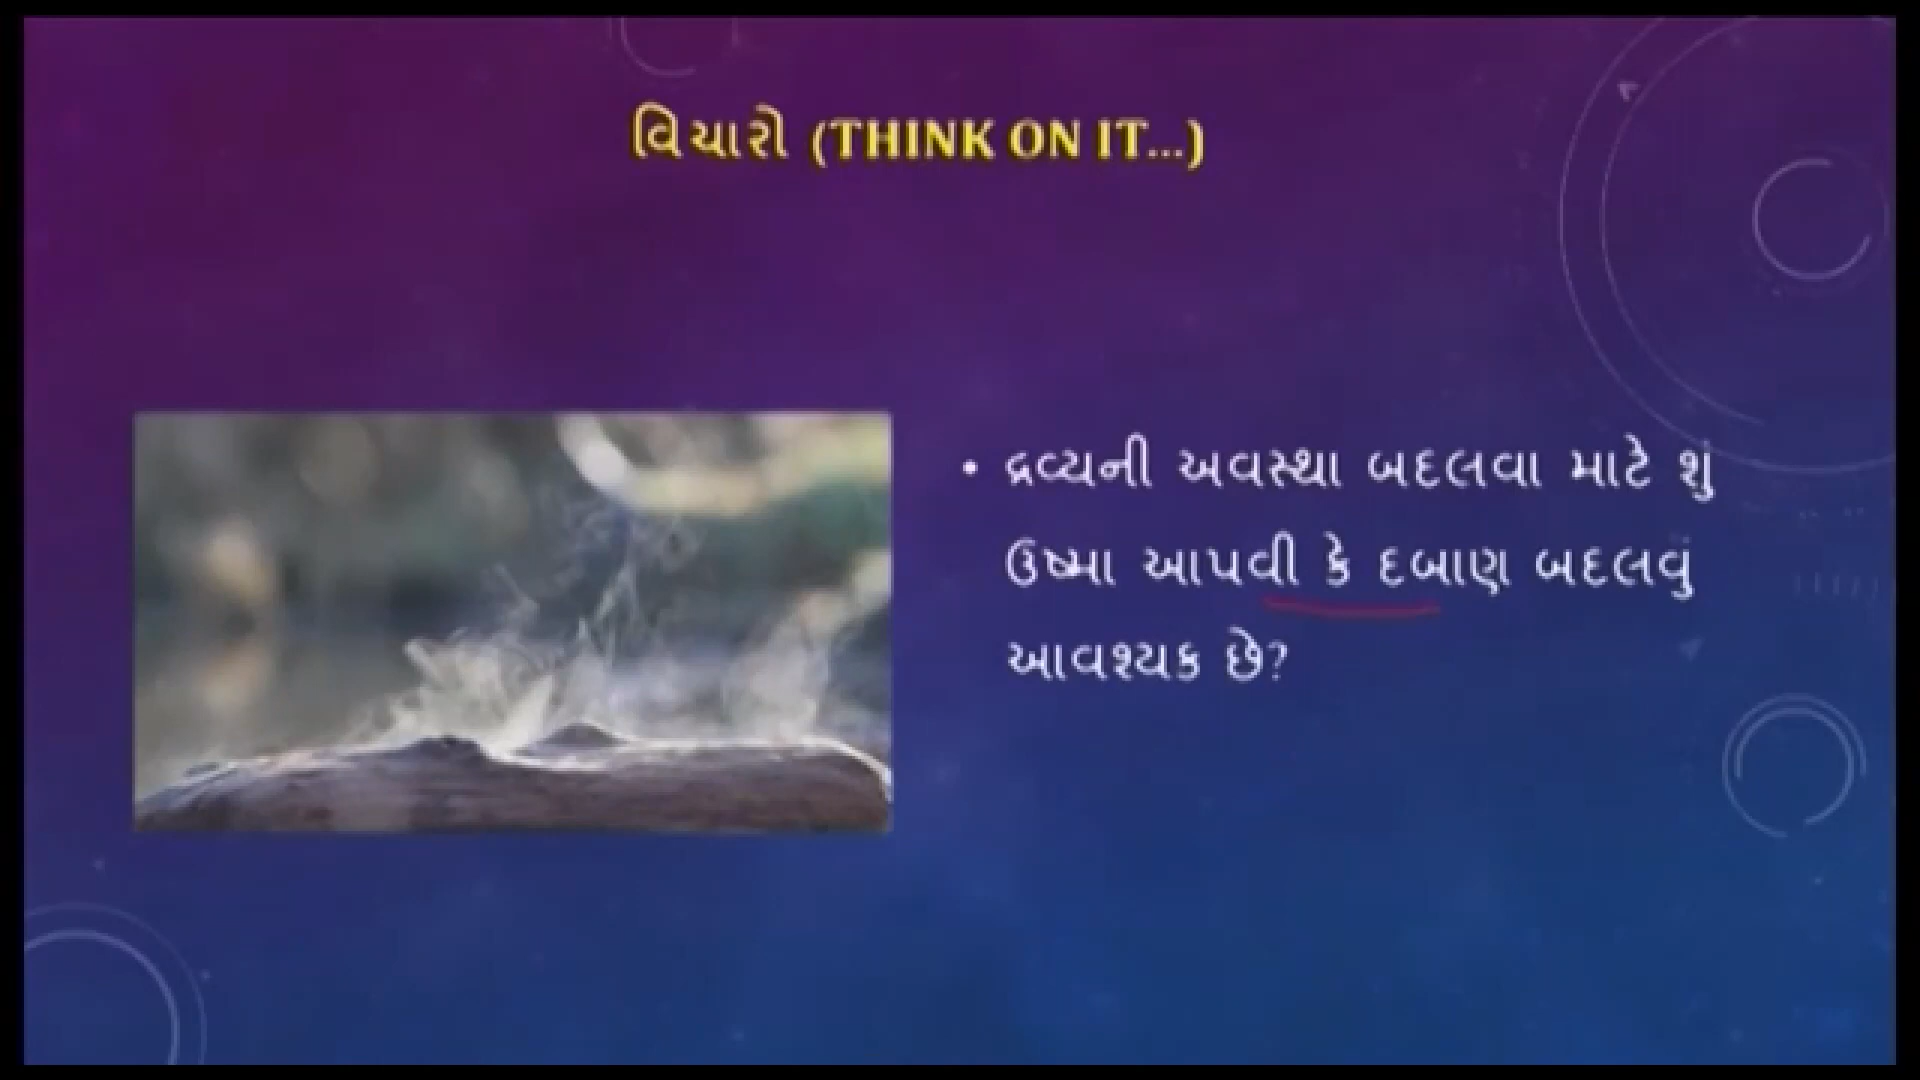 વિચારો (THINK ON IT...)
• દ્રવ્યની અવસ્થા બદલવા માટે શું
ઉષ્મા આપવી કે દબાણ બદલવું
આવશ્યક છે?